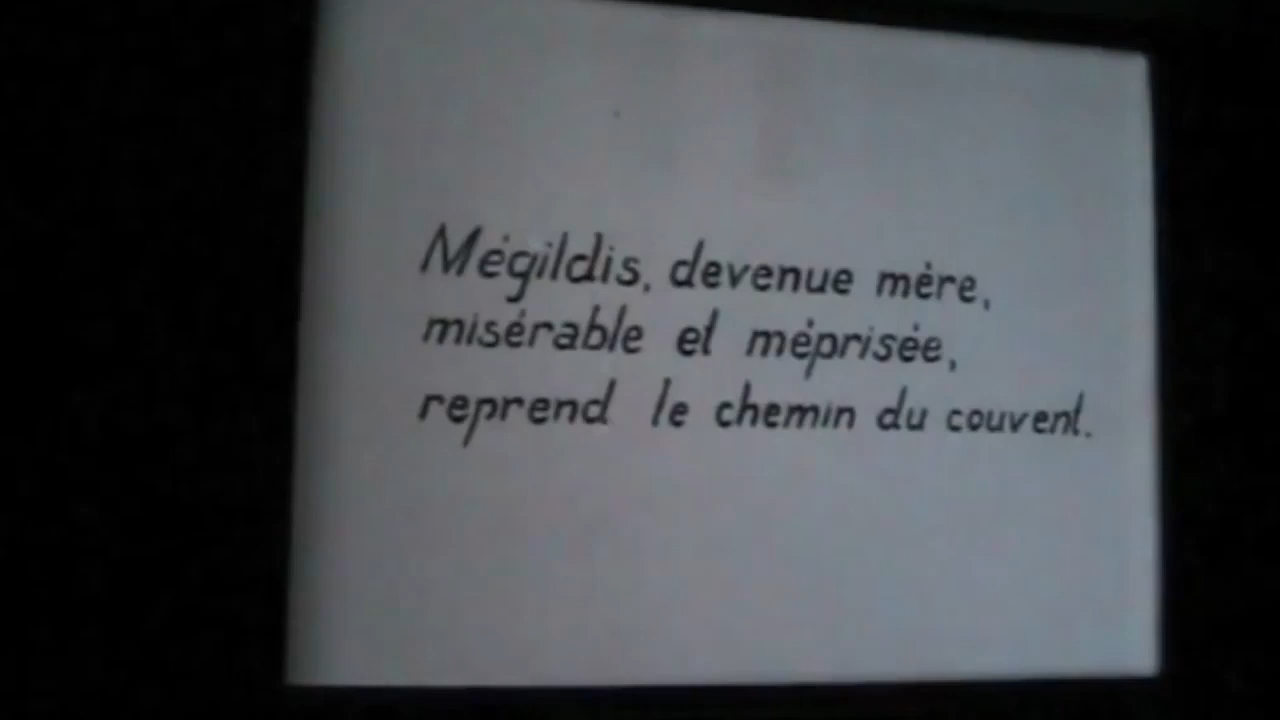 Mégildis, devenue mère,
misérable et méprisée,
reprend le chemin du couvent.